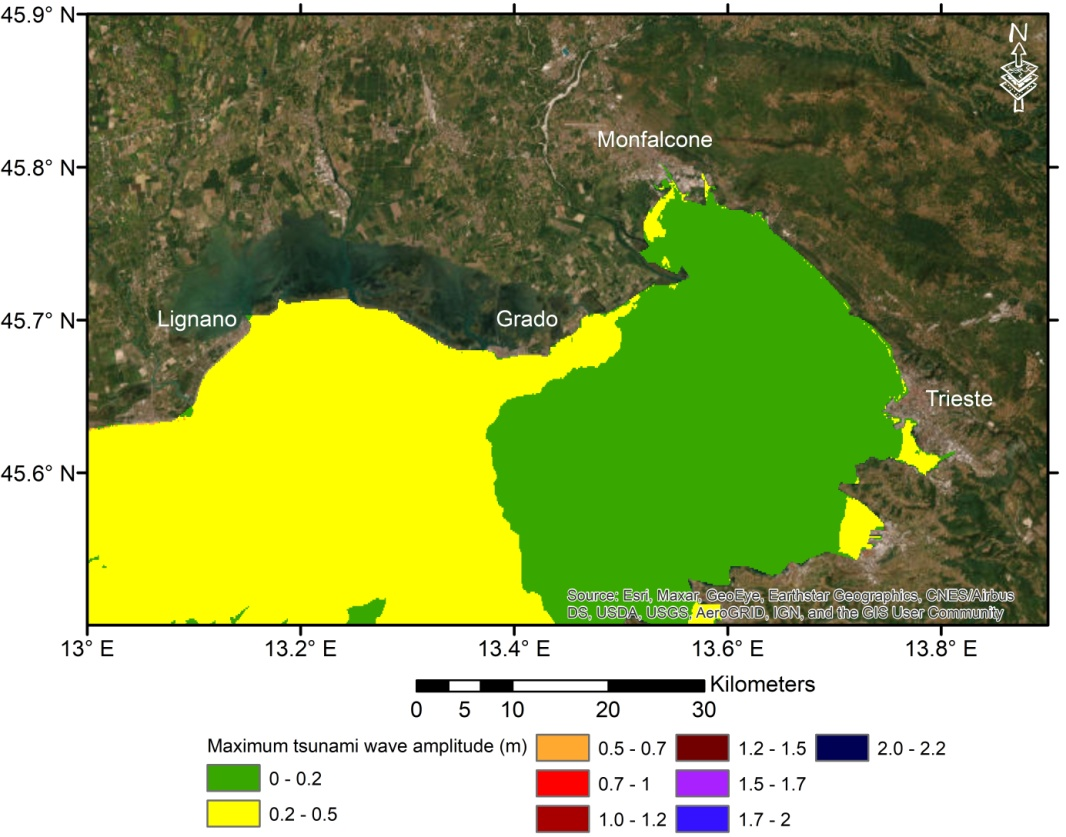 45.9° N
N
Monfalcone
45.8° N
45.7° N
Lignano
Grado
Trieste
45.6° N
Source: Esri, Maxar, GeoEye, Earthstar Geographics, CNES/Airbus
DS, USDA, USGS, AeroGRID, IGN, and the GIS User Community
13° E
13.2° E
13.4° E
13.6° E
13.8° E
Kilometers
0 5 10 20 30
Maximum tsunami wave amplitude (m)
0 - 0.2
0.2 - 0.5
0.5 - 0.7
0.7 - 1
1.0 - 1.2
1.2 - 1.5
1.5 - 1.7
1.7 - 2
2.0 - 2.2